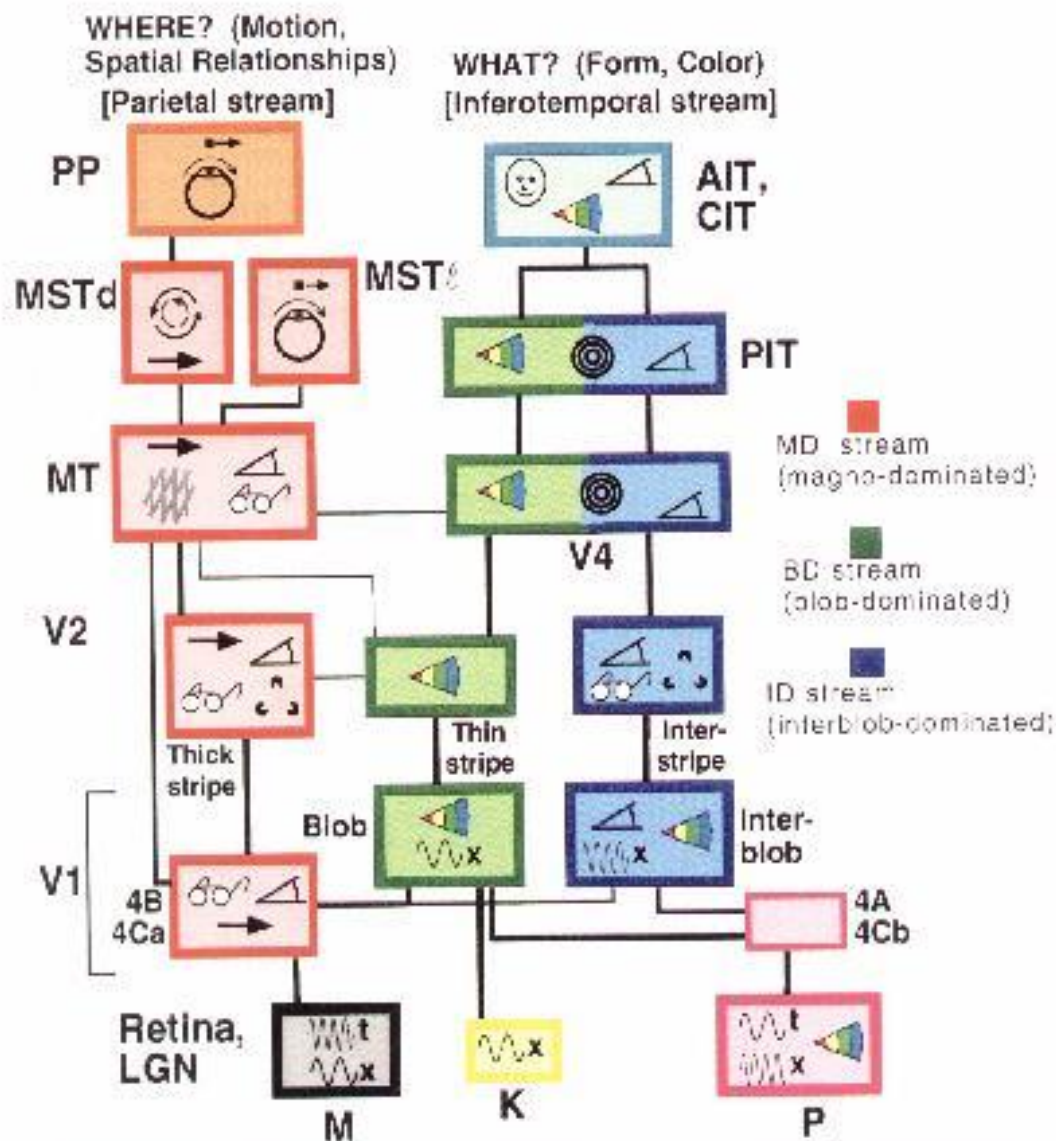 WHERE? (Motion,
Spatial Relationships)
[Parietal stream]
WHAT? (Form, Color)
[Inferotemporal stream]
PP
AIT,
CIT
MSTd
MSTℓ
PIT
MT
V4
MD stream
(magno-dominated)
BD stream
(blob-dominated)
ID stream
(interblob-dominated)
V2
Thick
stripe
Thin
stripe
Inter-
stripe
V1
Blob
x
x
Inter-
blob
4B
4Ca
4A
4Cb
Retina,
LGN
t
x
M
x
K
t
x
P